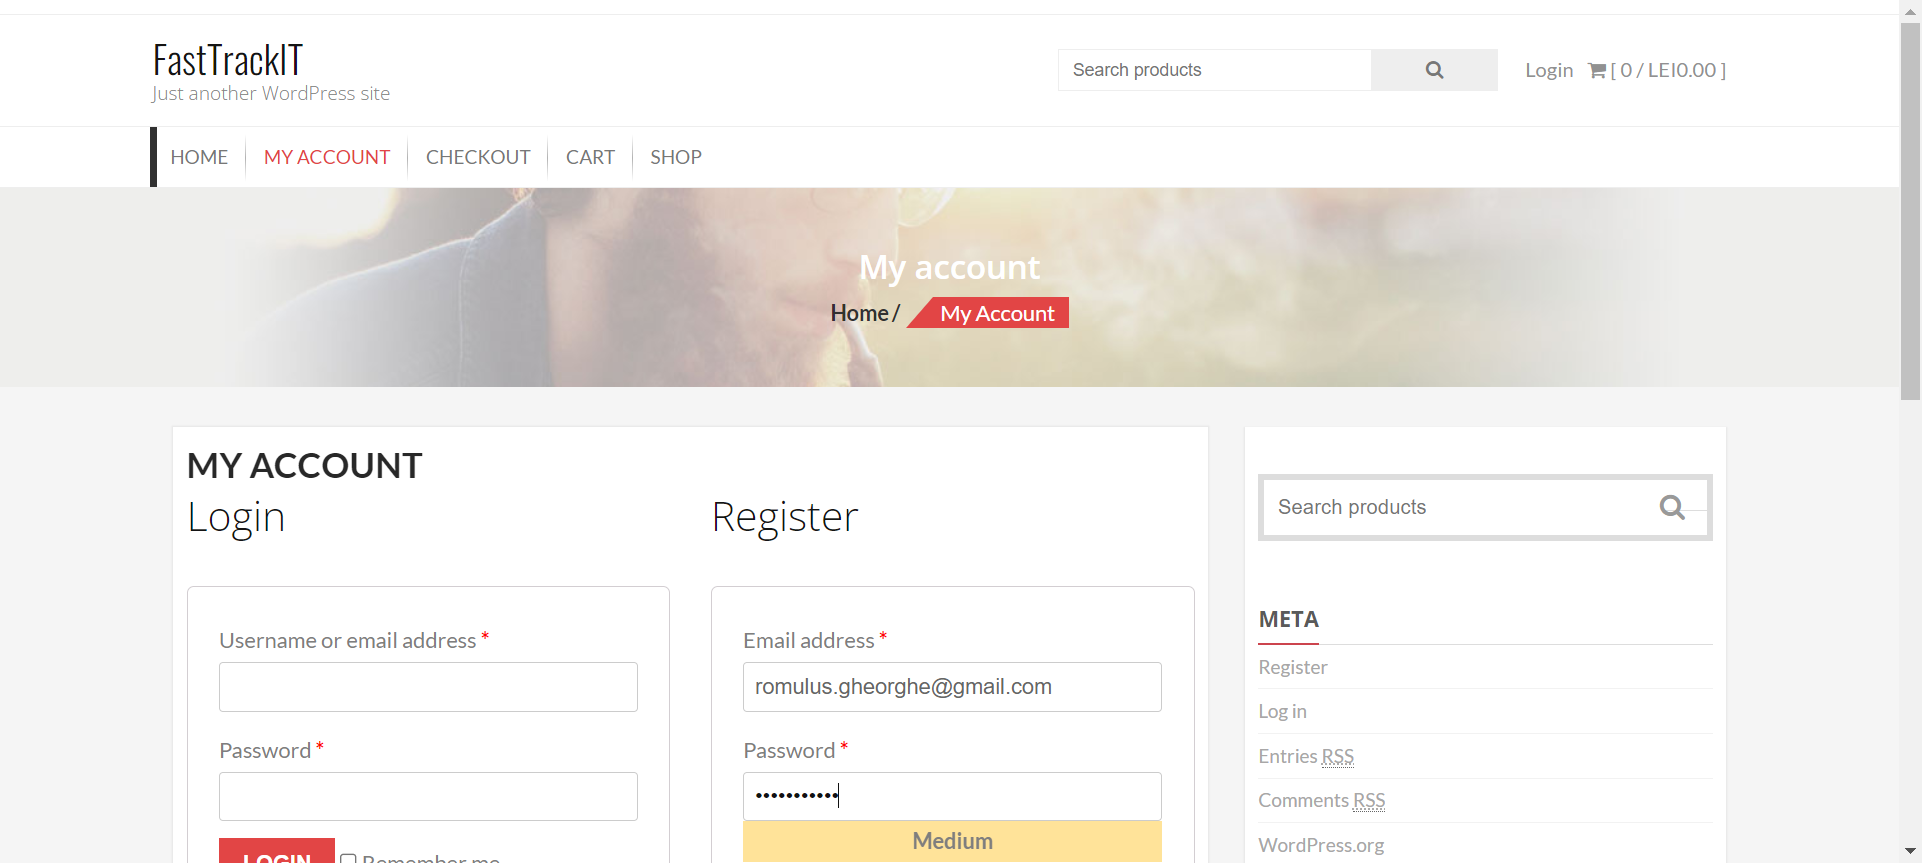 FastTrackIT
Just another WordPress site
Search products
Login [ 0 / LEI0.00 ]
HOME
MY ACCOUNT
CHECKOUT
CART
SHOP
My account
Home / My Account
MY ACCOUNT
Login
Username or email address *
Password *
LOGIN Remember me
Register
Email address *
romulus.gheorghe@gmail.com
Password *
•••••••••••
Medium
Search products
META
Register
Log in
Entries RSS
Comments RSS
WordPress.org